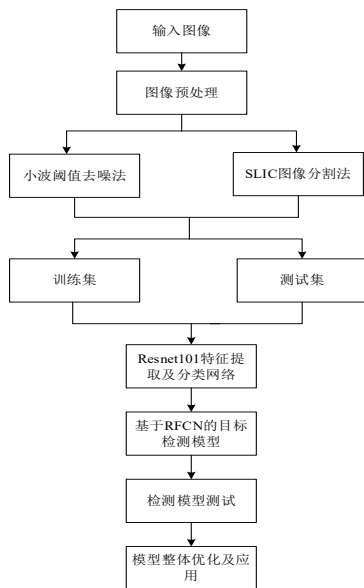 输入图像
图像预处理
小波阈值去噪法
SLIC图像分割法
训练集
测试集
Resnet101特征提
取及分类网络
基于RFCN的目标
检测模型
检测模型测试
模型整体优化及应
用